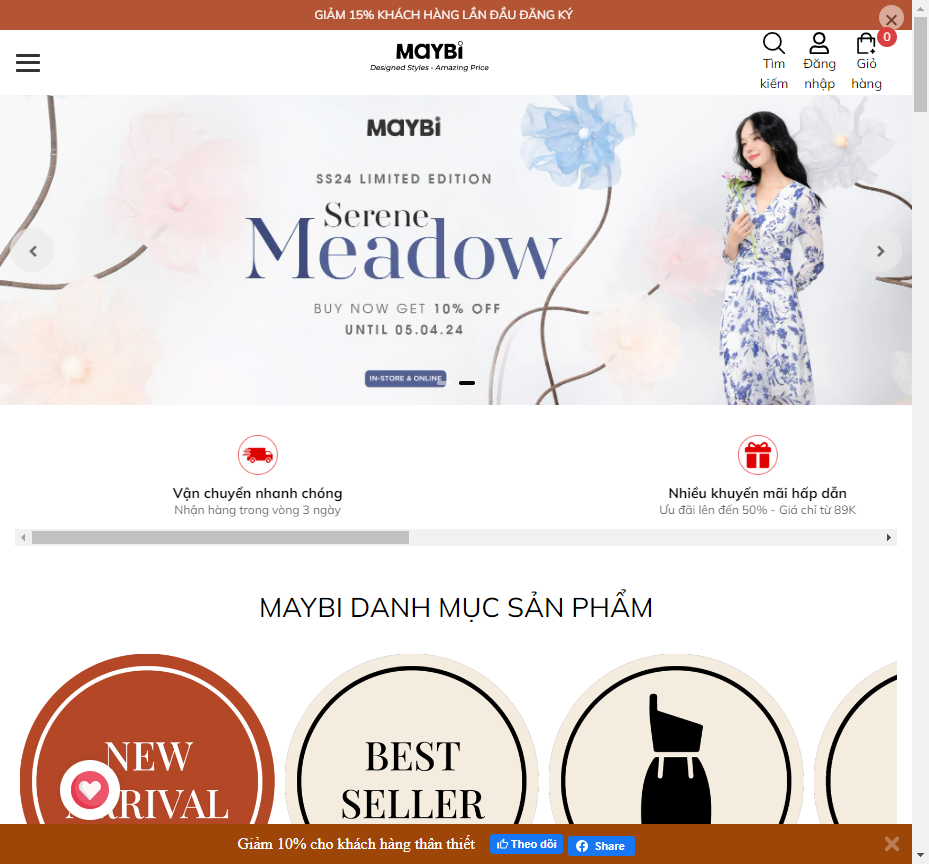 GIẢM 15% KHÁCH HÀNG LẦN ĐẦU ĐĂNG KÝ
MAYBi
Designed Styles - Amazing Price
Tìm kiếm
Đăng nhập
Giỏ hàng
0
MAYBi
SS24 LIMITED EDITION
Serene
Meadow
BUY NOW GET 10% OFF
UNTIL 05.04.24
IN-STORE & ONLINE
Vận chuyển nhanh chóng
Nhận hàng trong vòng 3 ngày
Nhiều khuyến mãi hấp dẫn
Ưu đãi lên đến 50% - Giá chỉ từ 89K
MAYBI DANH MỤC SẢN PHẨM
NEW
ARRIVAL
BEST
SELLER
Giảm 10% cho khách hàng thân thiết
Theo dõi
Share